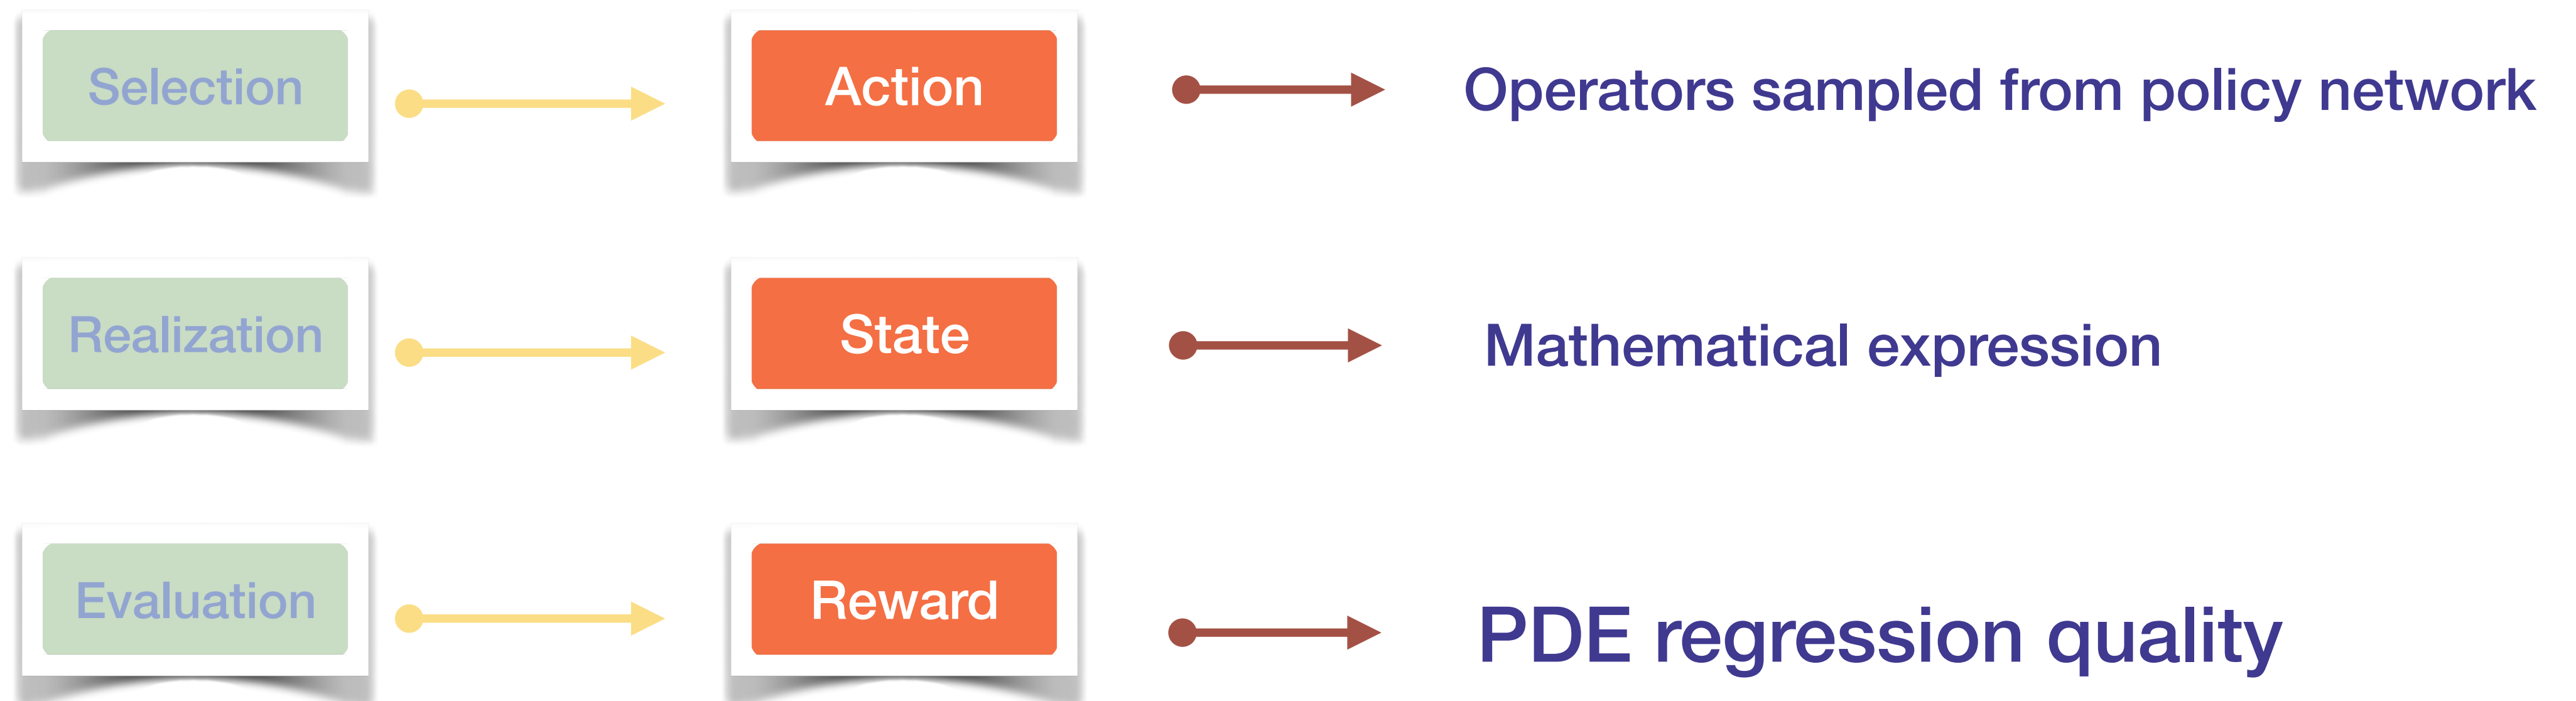 Selection
Action
Operators sampled from policy network
Realization
State
Mathematical expression
Evaluation
Reward
PDE regression quality